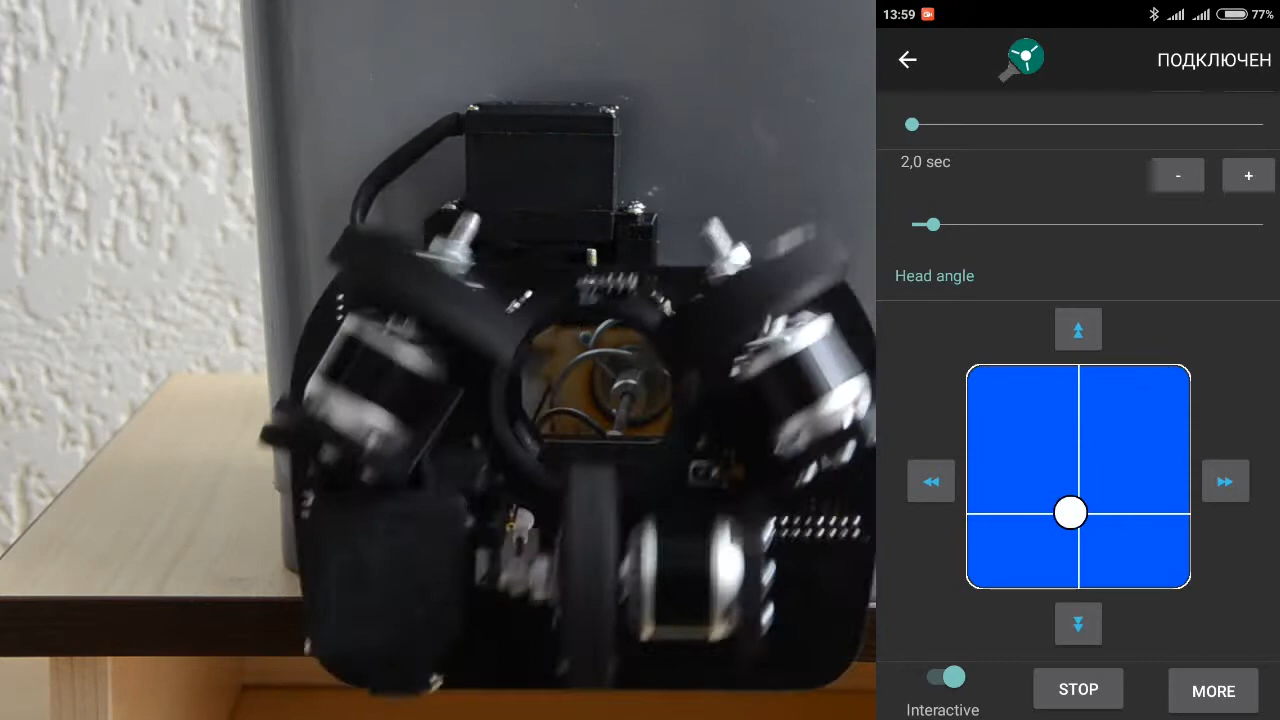 13:59
77%
ПОДКЛЮЧЕН
2,0 sec
-
+
Head angle
Interactive
STOP
MORE